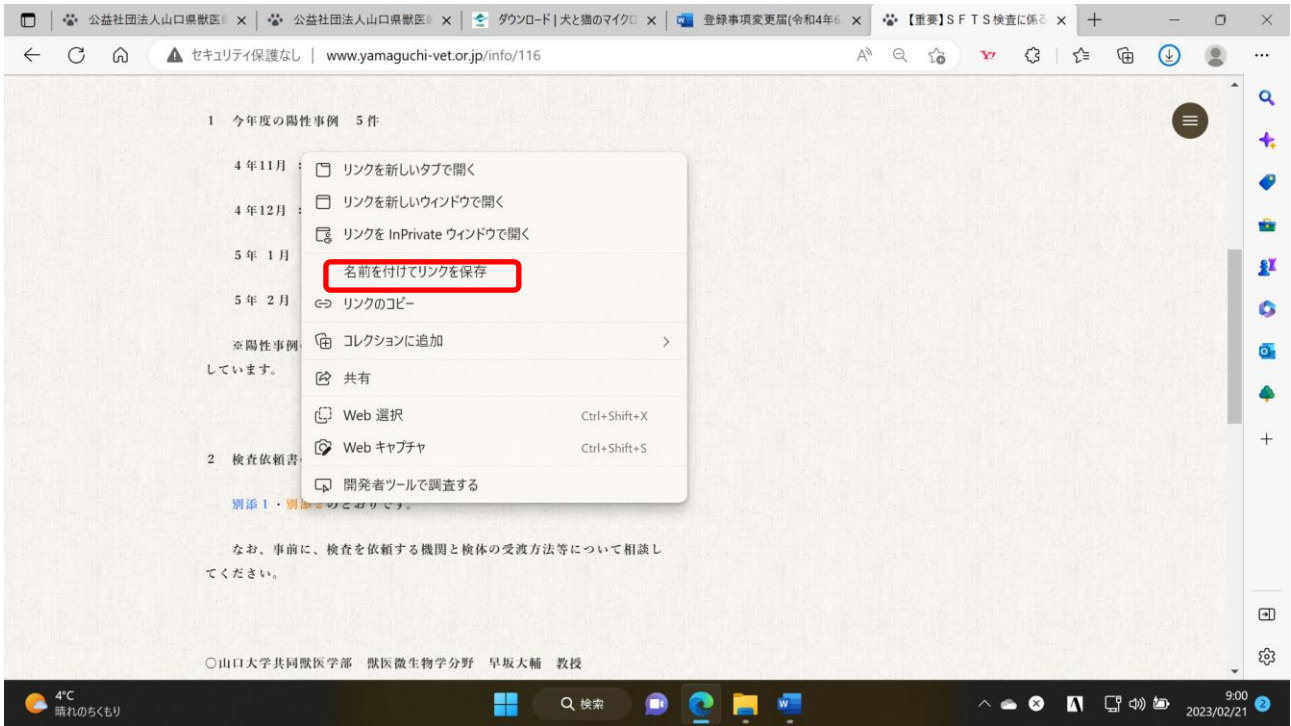 公益社団法人山口県獣医
公益社団法人山口県獣医
ダウンロード | 犬と猫のマイクロ
登録事項変更届(令和4年6
【重要】SFTS検査に係る
セキュリティ保護なし | www.yamaguchi-vet.or.jp/info/116
1 今年度の陽性事例 5件
4年11月 :
4年12月 :
5年 1月
5年 2月
※陽性事例
しています。
リンクを新しいタブで開く
リンクを新しいウィンドウで開く
リンクを InPrivate ウィンドウで開く
名前を付けてリンクを保存
リンクのコピー
コレクションに追加
共有
Web 選択 Ctrl+Shift+X
Web キャプチャ Ctrl+Shift+S
開発者ツールで調査する
2 検査依頼書
別添1・別添2のとおりです。
なお、事前に、検査を依頼する機関と検体の受渡方法等について相談し
てください。
○山口大学共同獣医学部 獣医微生物学分野 早坂大輔 教授
4°C
晴れのちくもり
検索
9:00
2023/02/21
2